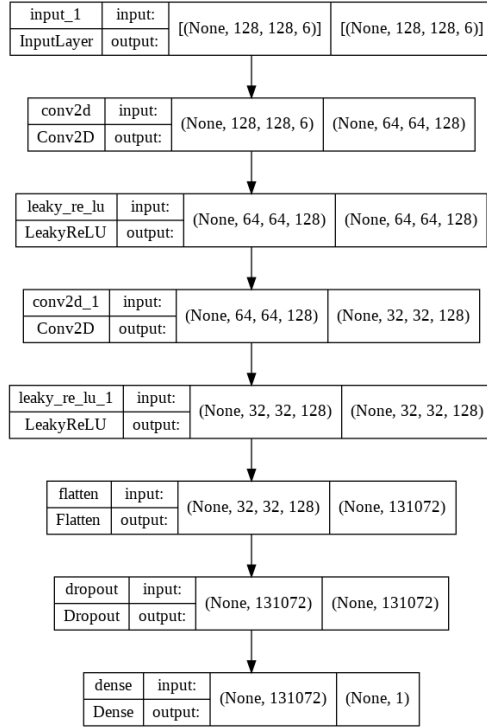 input_1 input: [(None, 128, 128, 6)] [(None, 128, 128, 6)]
InputLayer output:
conv2d input: (None, 128, 128, 6) (None, 64, 64, 128)
Conv2D output:
leaky_re_lu input: (None, 64, 64, 128) (None, 64, 64, 128)
LeakyReLU output:
conv2d_1 input: (None, 64, 64, 128) (None, 32, 32, 128)
Conv2D output:
leaky_re_lu_1 input: (None, 32, 32, 128) (None, 32, 32, 128)
LeakyReLU output:
flatten input: (None, 32, 32, 128) (None, 131072)
Flatten output:
dropout input: (None, 131072) (None, 131072)
Dropout output:
dense input: (None, 131072) (None, 1)
Dense output: